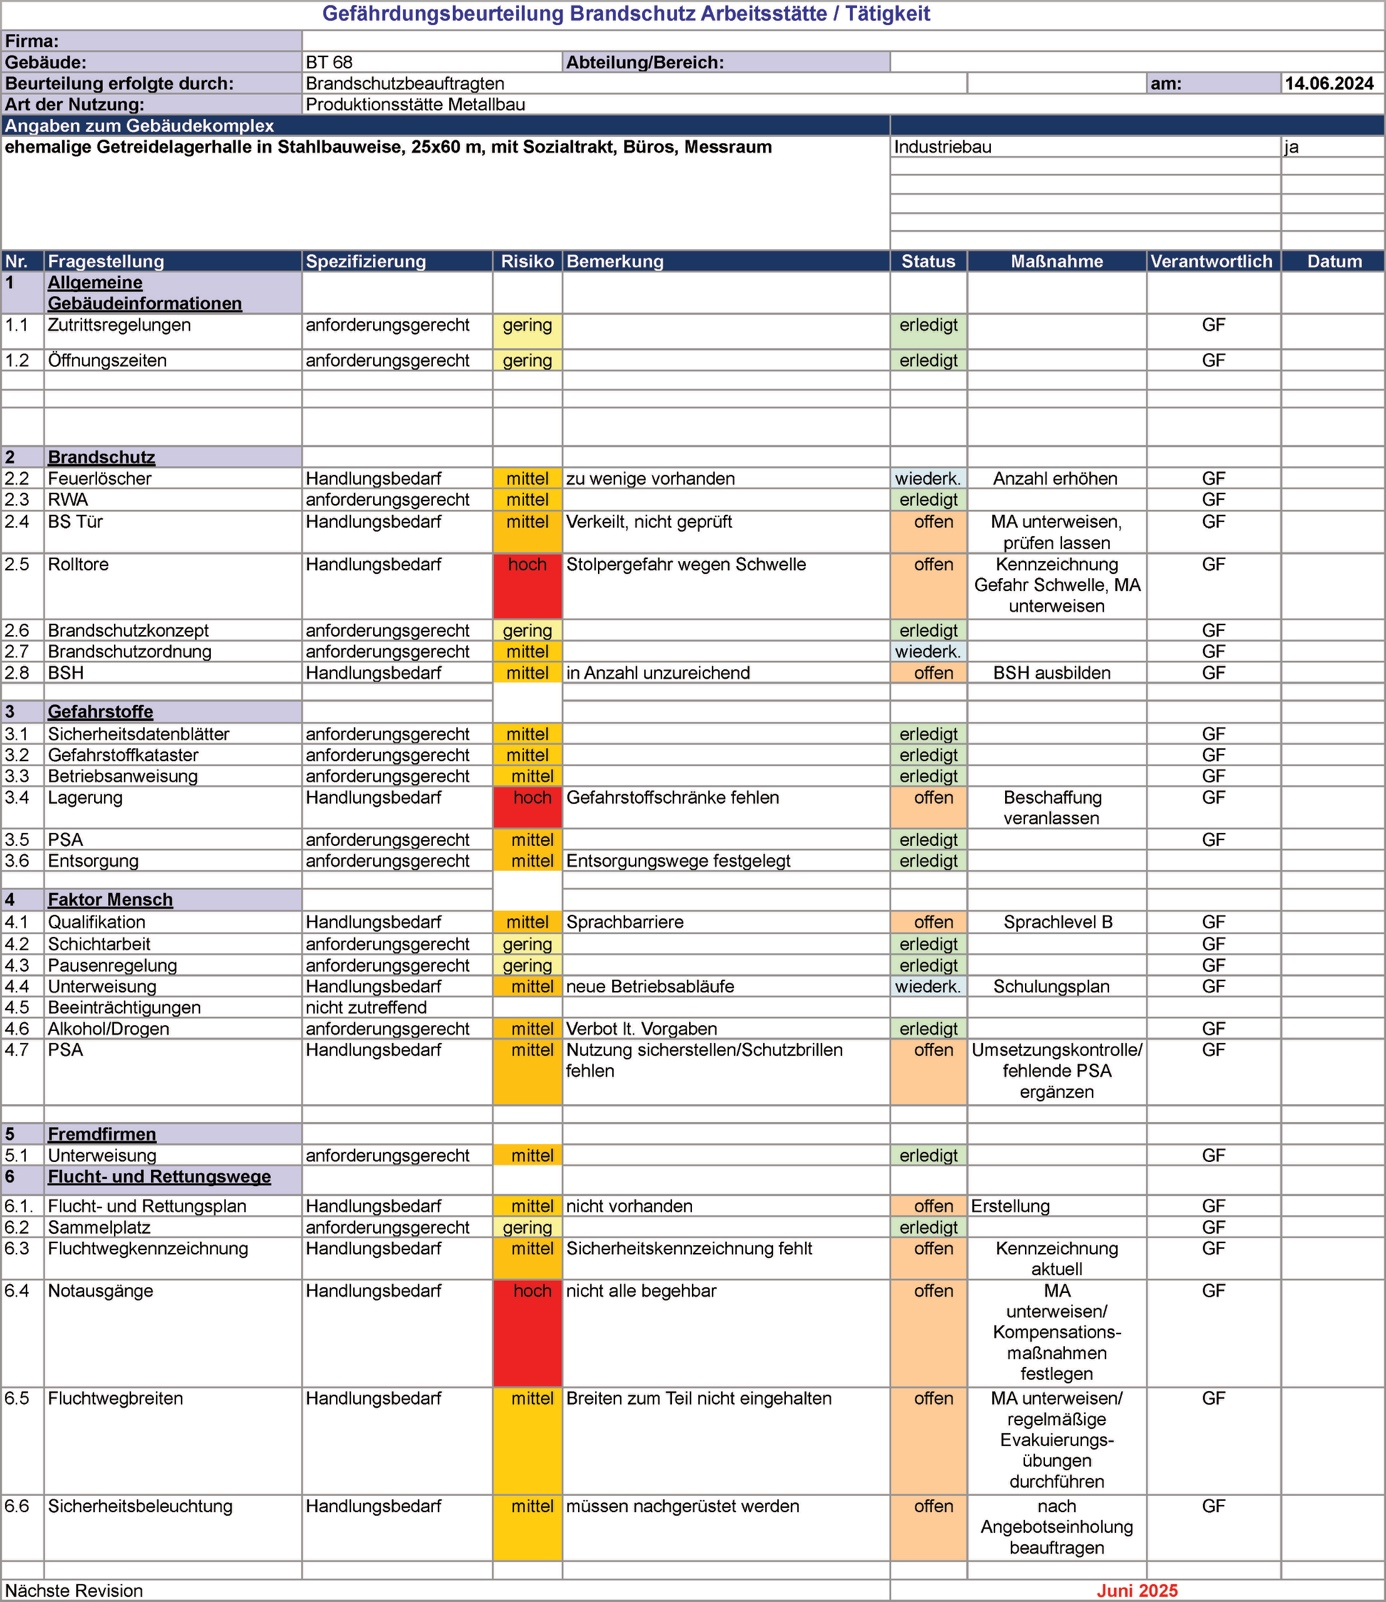 Gefährdungsbeurteilung Brandschutz Arbeitsstätte / Tätigkeit
Firma:
Gebäude: BT 68 Abteilung/Bereich:
Beurteilung erfolgte durch: Brandschutzbeauftragten am: 14.06.2024
Art der Nutzung: Produktionsstätte Metallbau
Angaben zum Gebäudekomplex
ehemalige Getreidelagerhalle in Stahlbauweise, 25x60 m, mit Sozialtrakt, Büros, Messraum Industriebau ja
Nr. Fragestellung Spezifizierung Risiko Bemerkung Status Maßnahme Verantwortlich Datum
1 Allgemeine
Gebäudeinformationen
1.1 Zutrittsregelungen anforderungsgerecht gering erledigt GF
1.2 Öffnungszeiten anforderungsgerecht gering erledigt GF
2 Brandschutz
2.2 Feuerlöscher Handlungsbedarf mittel zu wenige vorhanden wiederk. Anzahl erhöhen GF
2.3 RWA anforderungsgerecht mittel erledigt GF
2.4 BS Tür Handlungsbedarf mittel Verkeilt, nicht geprüft offen MA unterweisen, GF
prüfen lassen
2.5 Rolltore Handlungsbedarf hoch Stolpergefahr wegen Schwelle offen Kennzeichnung GF
Gefahr Schwelle, MA
unterweisen
2.6 Brandschutzkonzept anforderungsgerecht gering erledigt GF
2.7 Brandschutzordnung anforderungsgerecht mittel wiederk. GF
2.8 BSH Handlungsbedarf mittel in Anzahl unzureichend offen BSH ausbilden GF
3 Gefahrstoffe
3.1 Sicherheitsdatenblätter anforderungsgerecht mittel erledigt GF
3.2 Gefahrstoffkataster anforderungsgerecht mittel erledigt GF
3.3 Betriebsanweisung anforderungsgerecht mittel erledigt GF
3.4 Lagerung Handlungsbedarf hoch Gefahrstoffschränke fehlen offen Beschaffung GF
veranlassen
3.5 PSA anforderungsgerecht mittel erledigt GF
3.6 Entsorgung anforderungsgerecht mittel Entsorgungswege festgelegt erledigt
4 Faktor Mensch
4.1 Qualifikation Handlungsbedarf mittel Sprachbarriere offen Sprachlevel B GF
4.2 Schichtarbeit anforderungsgerecht gering erledigt GF
4.3 Pausenregelung anforderungsgerecht gering erledigt GF
4.4 Unterweisung Handlungsbedarf mittel neue Betriebsabläufe wiederk. Schulungsplan GF
4.5 Beeinträchtigungen nicht zutreffend
4.6 Alkohol/Drogen anforderungsgerecht mittel Verbot lt. Vorgaben erledigt GF
4.7 PSA Handlungsbedarf mittel Nutzung sicherstellen/Schutzbrillen offen Umsetzungskontrolle/ GF
fehlen fehlende PSA
ergänzen
5 Fremdfirmen
5.1 Unterweisung anforderungsgerecht mittel erledigt GF
6 Flucht- und Rettungswege
6.1. Flucht- und Rettungsplan Handlungsbedarf mittel nicht vorhanden offen Erstellung GF
6.2 Sammelplatz anforderungsgerecht gering erledigt GF
6.3 Fluchtwegkennzeichnung Handlungsbedarf mittel Sicherheitskennzeichnung fehlt offen Kennzeichnung GF
aktuell
6.4 Notausgänge Handlungsbedarf hoch nicht alle begehbar offen MA GF
unterweisen/
Kompensations-
maßnahmen
festlegen
6.5 Fluchtwegbreiten Handlungsbedarf mittel Breiten zum Teil nicht eingehalten offen MA unterweisen/ GF
regelmäßige
Evakuierungs-
übungen
durchführen
6.6 Sicherheitsbeleuchtung Handlungsbedarf mittel müssen nachgerüstet werden offen nach GF
Angebotseinholung
beauftragen
Nächste Revision Juni 2025